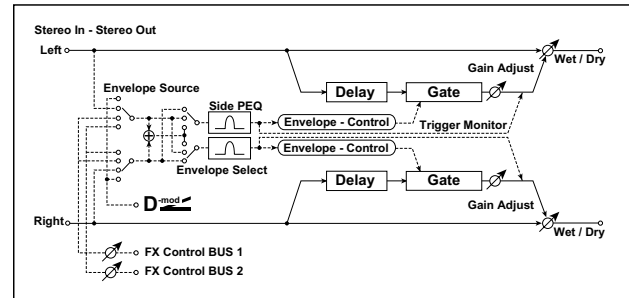 Stereo In - Stereo Out
Left
Wet / Dry
Gain Adjust
Envelope Source
Delay
Gate
Side PEQ
Envelope - Control
Trigger Monitor
Envelope - Control
Envelope Select
D-mod
Delay
Gate
Gain Adjust
Right
Wet / Dry
FX Control BUS 1
FX Control BUS 2